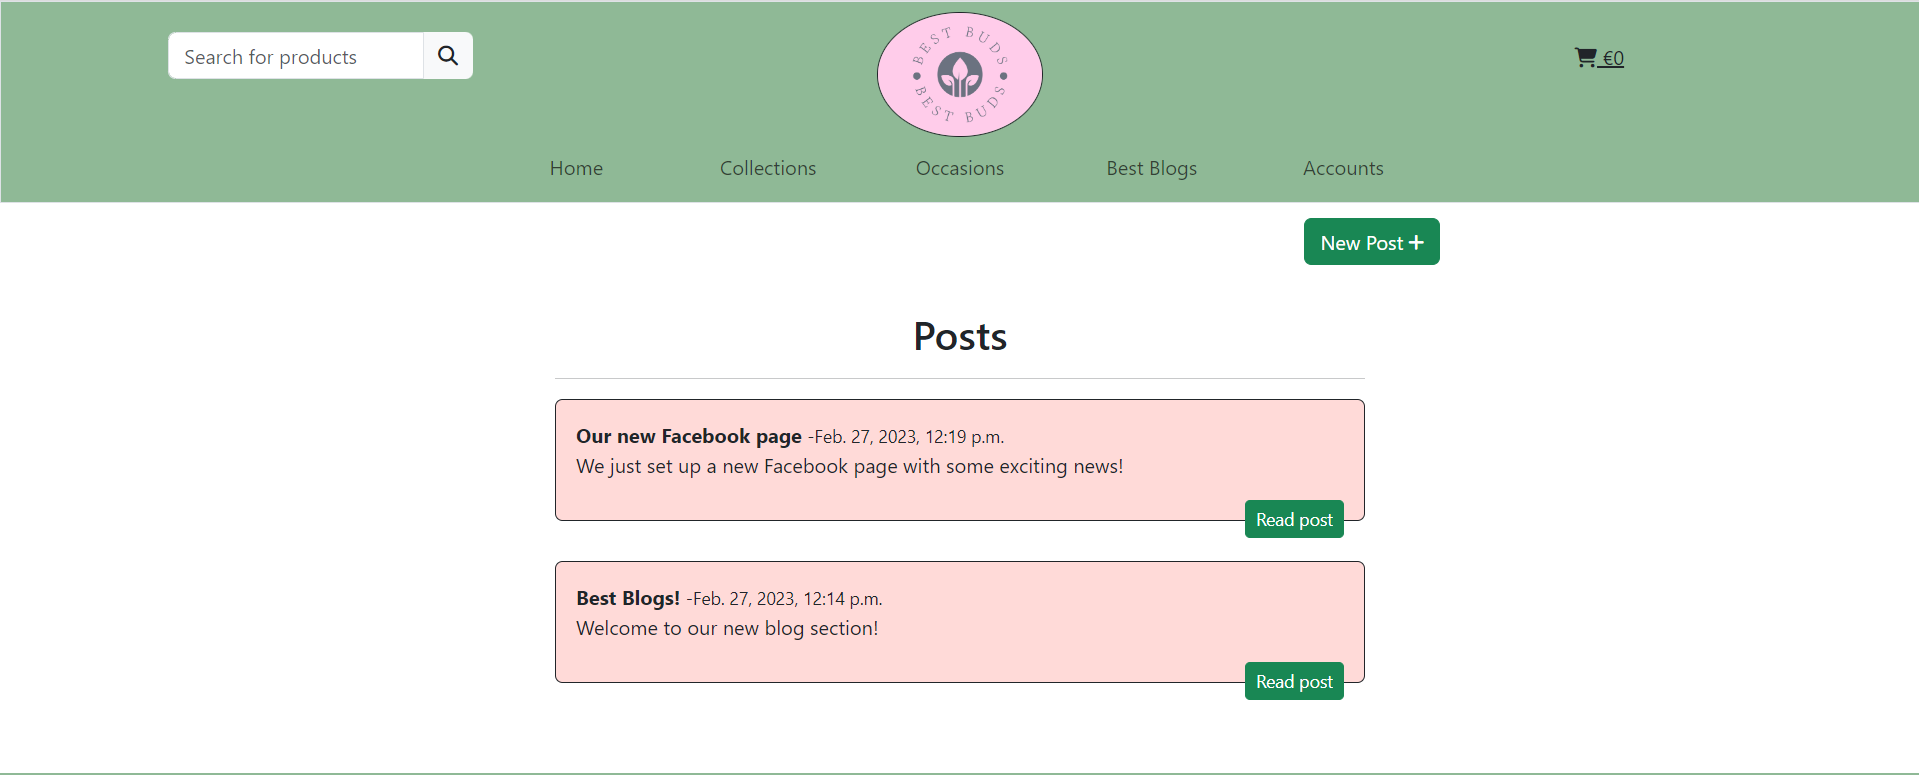 Search for products
BEST BUDS
BEST BUDS
€0
Home Collections Occasions Best Blogs Accounts
New Post
Posts
Our new Facebook page -Feb. 27, 2023, 12:19 p.m.
We just set up a new Facebook page with some exciting news!
Read post
Best Blogs! -Feb. 27, 2023, 12:14 p.m.
Welcome to our new blog section!
Read post